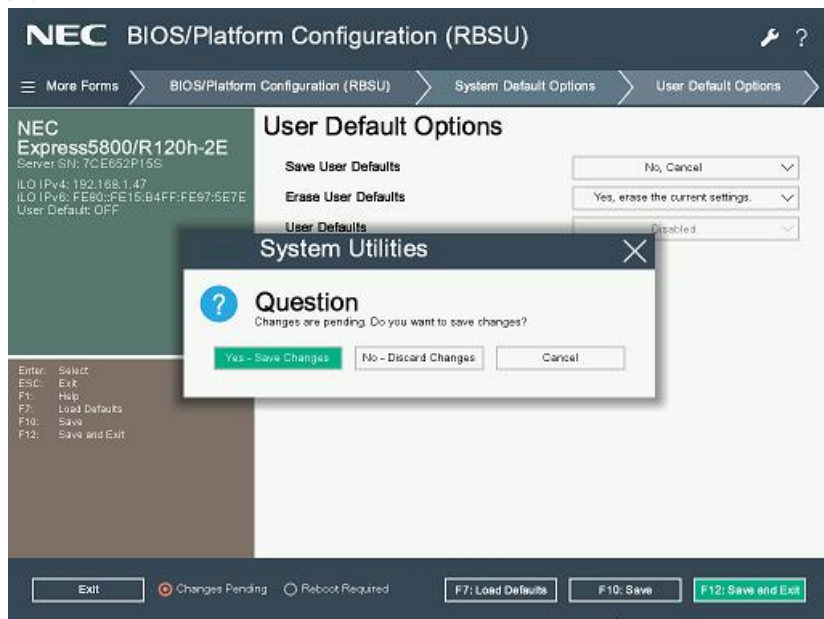 NEC BIOS/Platform Configuration (RBSU)
?
More Forms
BIOS/Platform Configuration (RBSU)
System Default Options
User Default Options
NEC
Express5800/R120h-2E
Server SN: 7CE652P15S
iLO IPv4: 192.168.1.47
iLO IPv6: FE80::FE15:B4FF:FE97:5E7E
User Default: OFF
User Default Options
Save User Defaults
No, Cancel
Erase User Defaults
Yes, erase the current settings.
User Defaults
Disabled
System Utilities
?
Question
Changes are pending. Do you want to save changes?
Yes - Save Changes
No - Discard Changes
Cancel
Enter: Select
ESC: Exit
F1: Help
F7: Load Defaults
F10: Save
F12: Save and Exit
Exit
Changes Pending
Reboot Required
F7: Load Defaults
F10: Save
F12: Save and Exit